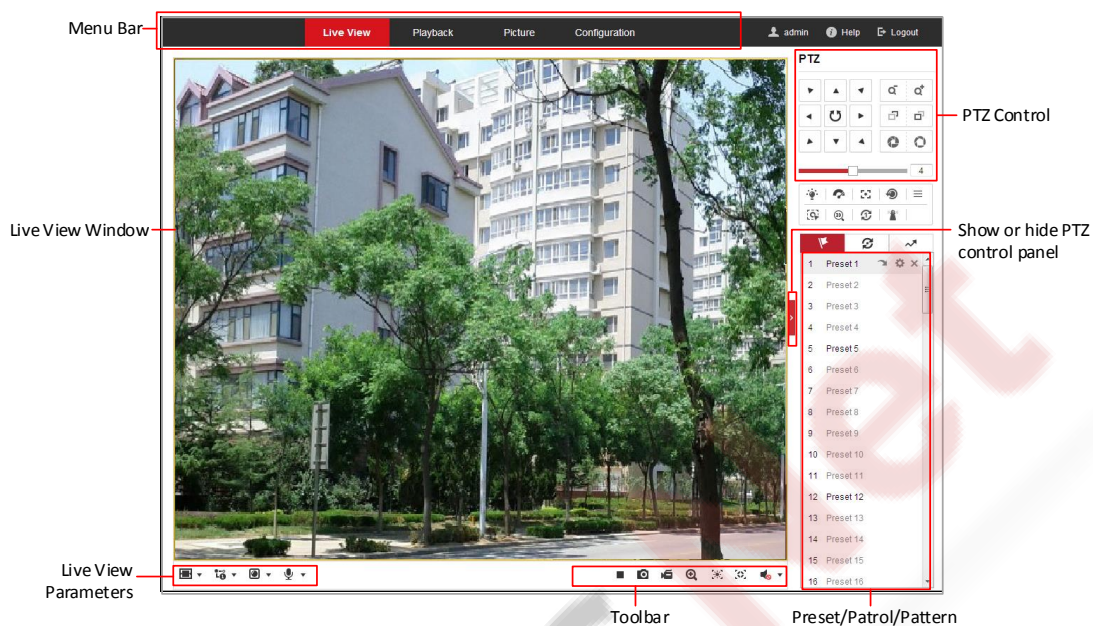 Menu Bar
Live View Playback Picture Configuration admin Help Logout
PTZ
PTZ Control
4
Live View Window
Show or hide PTZ
control panel
1 Preset 1
2 Preset 2
3 Preset 3
4 Preset 4
5 Preset 5
6 Preset 6
7 Preset 7
8 Preset 8
9 Preset 9
10 Preset 10
11 Preset 11
12 Preset 12
13 Preset 13
14 Preset 14
15 Preset 15
16 Preset 16
Live View
Parameters
Toolbar
Preset/Patrol/Pattern